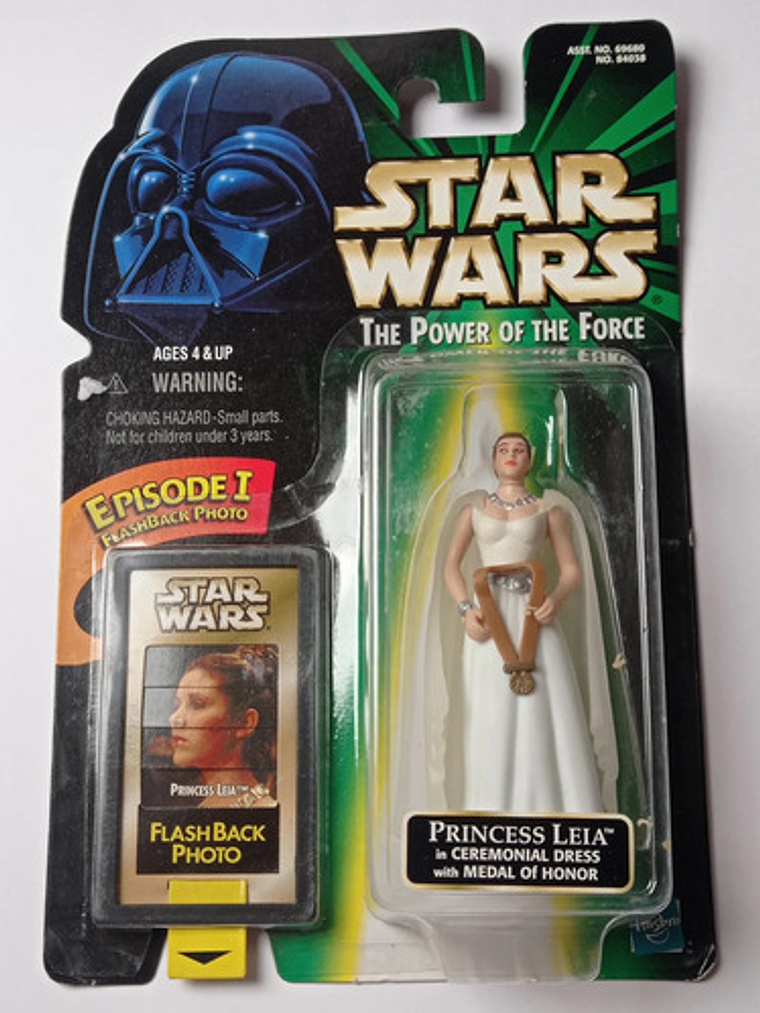 ASST. NO. 69680
NO. 84038
STAR
WARS
®
THE POWER OF THE FORCE
AGES 4 & UP
⚠ WARNING:
CHOKING HAZARD-Small parts.
Not for children under 3 years.
EPISODE I
FLASHBACK PHOTO
STAR
WARS
PRINCESS LEIA™
FLASHBACK
PHOTO
PRINCESS LEIA™
in CEREMONIAL DRESS
with MEDAL Of HONOR
Hasbro